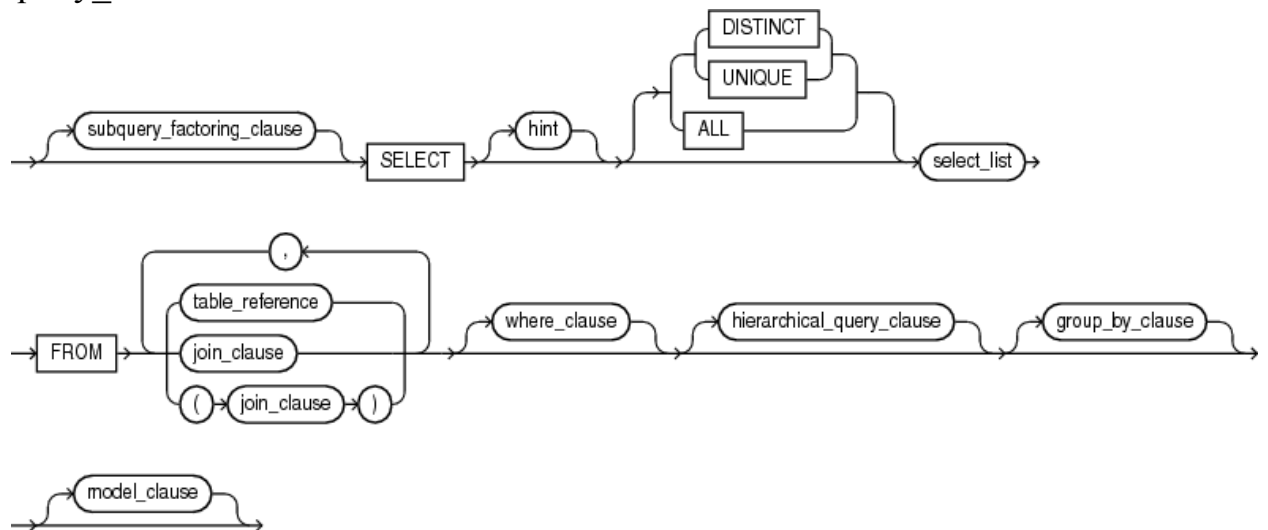 DISTINCT
UNIQUE
subquery_factoring_clause
hint
ALL
SELECT
select_list
,
table_reference
where_clause
hierarchical_query_clause
group_by_clause
FROM
join_clause
( join_clause )
model_clause